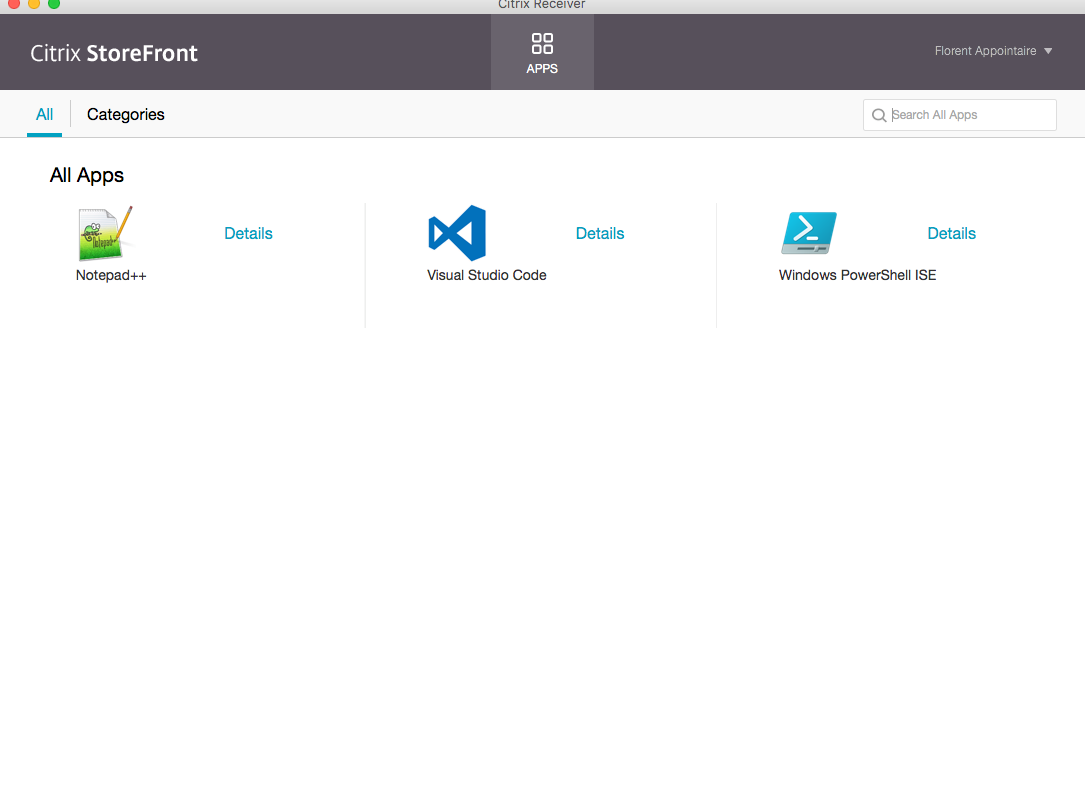 Citrix Receiver
Citrix StoreFront
APPS
Florent Appointaire
All
Categories
Search All Apps
All Apps
Details
Notepad++
Details
Visual Studio Code
Details
Windows PowerShell ISE